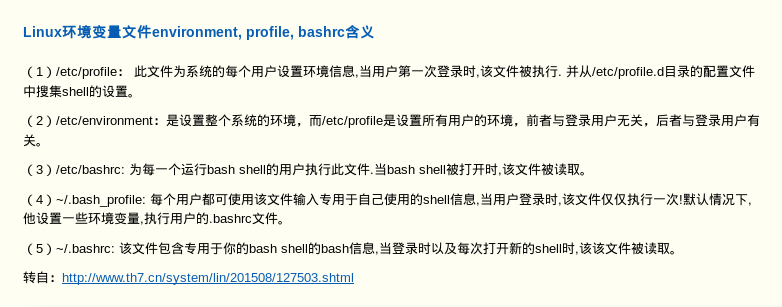 Linux环境变量文件environment, profile, bashrc含义
（1）/etc/profile： 此文件为系统的每个用户设置环境信息,当用户第一次登录时,该文件被执行. 并从/etc/profile.d目录的配置文件
中搜集shell的设置。
（2）/etc/environment：是设置整个系统的环境，而/etc/profile是设置所有用户的环境，前者与登录用户无关，后者与登录用户有
关。
（3）/etc/bashrc: 为每一个运行bash shell的用户执行此文件.当bash shell被打开时,该文件被读取。
（4）~/.bash_profile: 每个用户都可使用该文件输入专用于自己使用的shell信息,当用户登录时,该文件仅仅执行一次!默认情况下,
他设置一些环境变量,执行用户的.bashrc文件。
（5）~/.bashrc: 该文件包含专用于你的bash shell的bash信息,当登录时以及每次打开新的shell时,该该文件被读取。
转自：http://www.th7.cn/system/lin/201508/127503.shtml